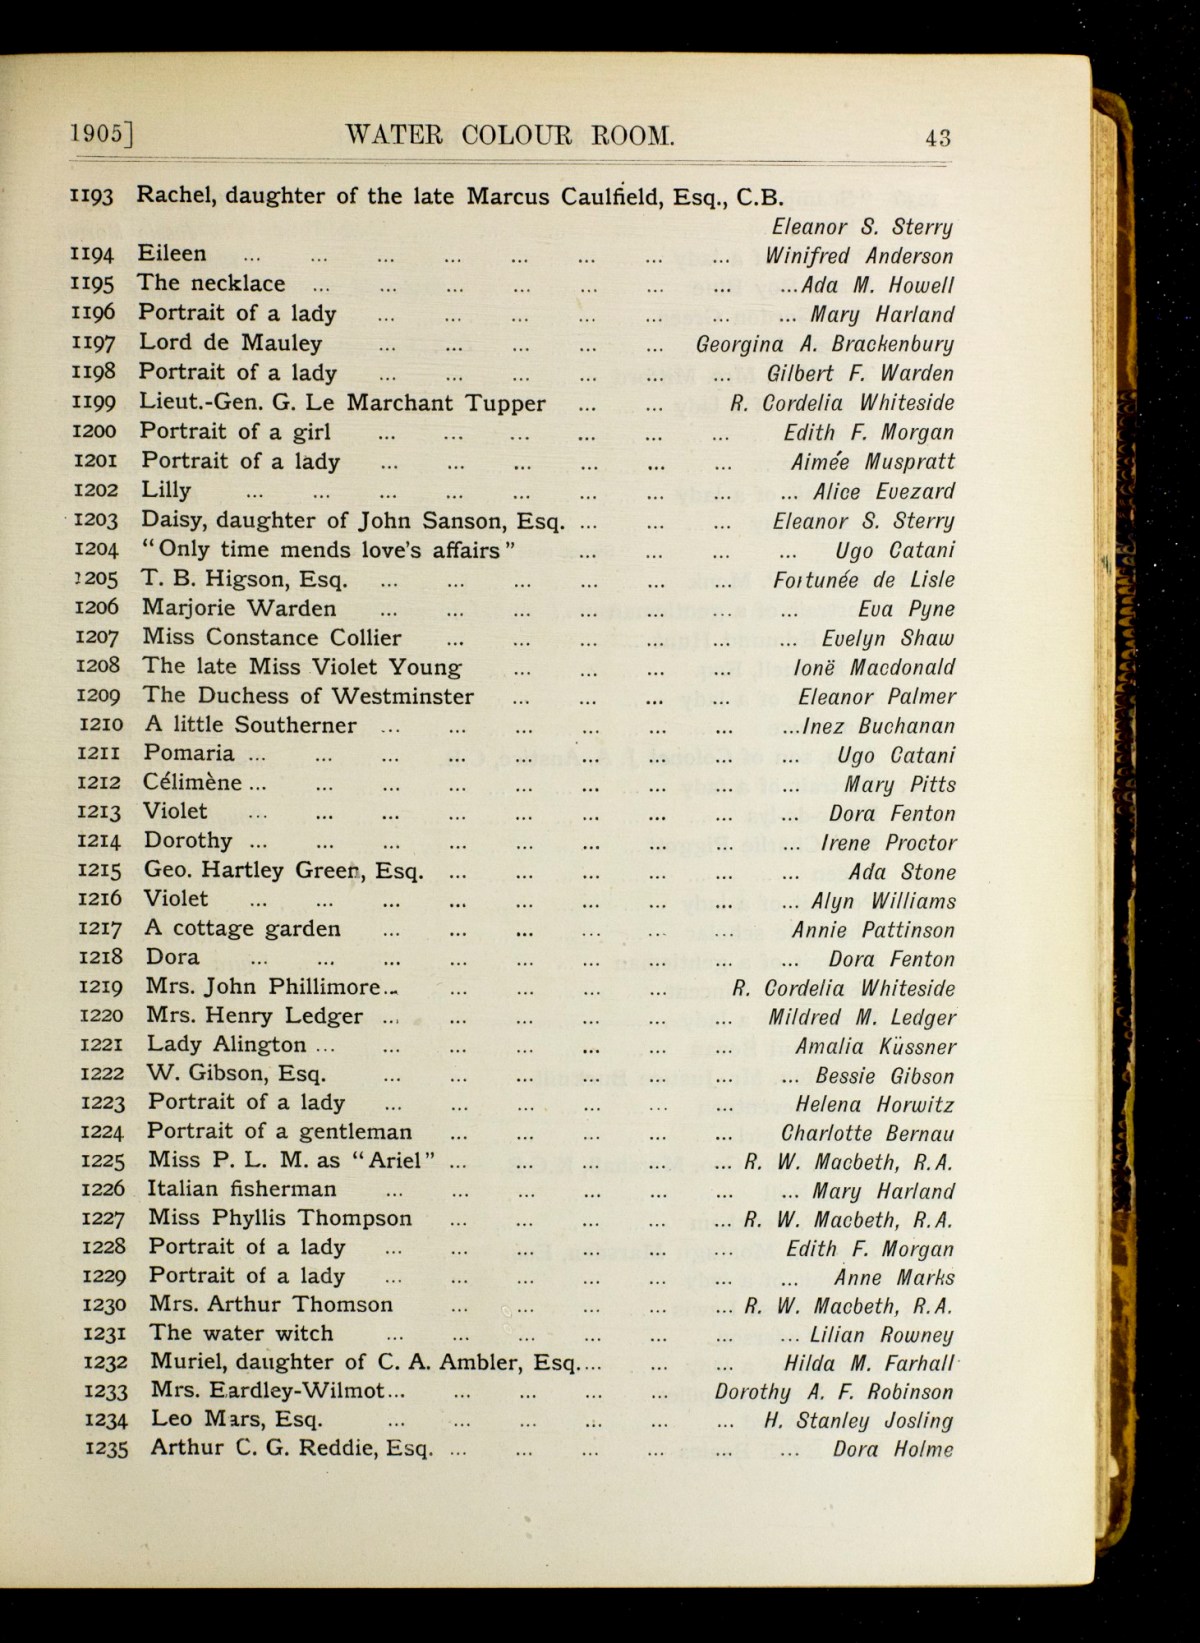 1905] WATER COLOUR ROOM. 43
1193 Rachel, daughter of the late Marcus Caulfield, Esq., C.B.
Eleanor S. Sterry
1194 Eileen ... ... ... ... ... ... ... ... Winifred Anderson
1195 The necklace ... ... ... ... ... ... ... ...Ada M. Howell
1196 Portrait of a lady ... ... ... ... ... ... ... Mary Harland
1197 Lord de Mauley ... ... ... ... ... Georgina A. Brackenbury
1198 Portrait of a lady ... ... ... ... ... ... Gilbert F. Warden
1199 Lieut.-Gen. G. Le Marchant Tupper ... ... R. Cordelia Whiteside
1200 Portrait of a girl ... ... ... ... ... ... Edith F. Morgan
1201 Portrait of a lady ... ... ... ... ... ... Aimée Muspratt
1202 Lilly ... ... ... ... ... ... ... ... ... Alice Evezard
1203 Daisy, daughter of John Sanson, Esq. ... ... ... Eleanor S. Sterry
1204 “Only time mends love’s affairs” ... ... ... ... Ugo Catani
1205 T. B. Higson, Esq. ... ... ... ... ... ... Fortunée de Lisle
1206 Marjorie Warden ... ... ... ... ... ... ... Eva Pyne
1207 Miss Constance Collier ... ... ... ... ... ... Evelyn Shaw
1208 The late Miss Violet Young ... ... ... ... Ionë Macdonald
1209 The Duchess of Westminster ... ... ... ... Eleanor Palmer
1210 A little Southerner ... ... ... ... ... ... ...Inez Buchanan
1211 Pomaria ... ... ... ... ... ... ... ... ... Ugo Catani
1212 Célimène ... ... ... ... ... ... ... ... ... Mary Pitts
1213 Violet ... ... ... ... ... ... ... ... ... Dora Fenton
1214 Dorothy ... ... ... ... ... ... ... ... ... Irene Proctor
1215 Geo. Hartley Green, Esq. ... ... ... ... ... ... Ada Stone
1216 Violet ... ... ... ... ... ... ... ... ... Alyn Williams
1217 A cottage garden ... ... ... ... ... ... Annie Pattinson
1218 Dora ... ... ... ... ... ... ... ... ... Dora Fenton
1219 Mrs. John Phillimore... ... ... ... ... R. Cordelia Whiteside
1220 Mrs. Henry Ledger ... ... ... ... ... ... Mildred M. Ledger
1221 Lady Alington ... ... ... ... ... ... ... Amalia Küssner
1222 W. Gibson, Esq. ... ... ... ... ... ... ... Bessie Gibson
1223 Portrait of a lady ... ... ... ... ... ... Helena Horwitz
1224 Portrait of a gentleman ... ... ... ... ... Charlotte Bernau
1225 Miss P. L. M. as “Ariel” ... ... ... ... ... R. W. Macbeth, R.A.
1226 Italian fisherman ... ... ... ... ... ... ... Mary Harland
1227 Miss Phyllis Thompson ... ... ... ... ... R. W. Macbeth, R.A.
1228 Portrait of a lady ... ... ... ... ... ... Edith F. Morgan
1229 Portrait of a lady ... ... ... ... ... ... ... Anne Marks
1230 Mrs. Arthur Thomson ... ... ... ... ... R. W. Macbeth, R.A.
1231 The water witch ... ... ... ... ... ... ... Lilian Rowney
1232 Muriel, daughter of C. A. Ambler, Esq.... ... ... Hilda M. Farhall
1233 Mrs. Eardley-Wilmot... ... ... ... ... Dorothy A. F. Robinson
1234 Leo Mars, Esq. ... ... ... ... ... ... H. Stanley Josling
1235 Arthur C. G. Reddie, Esq. ... ... ... ... ... ... Dora Holme